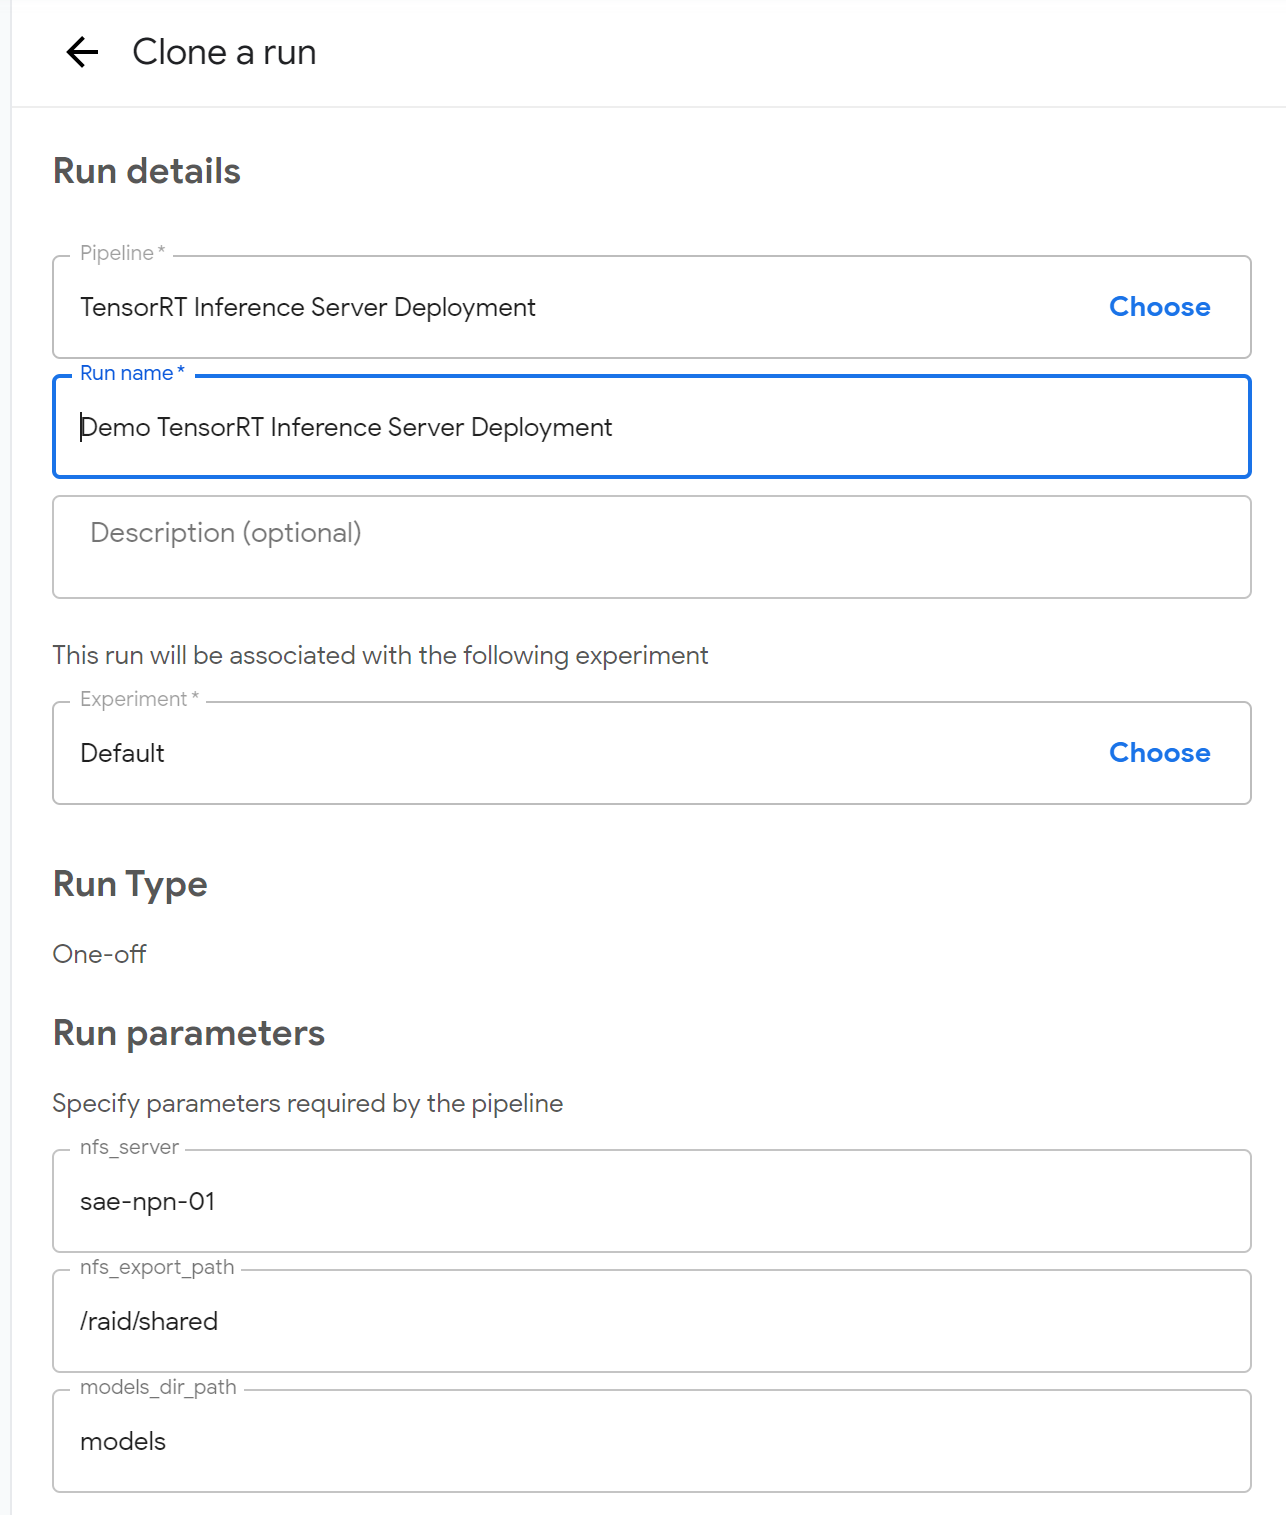 Clone a run
Run details
Pipeline *
TensorRT Inference Server Deployment
Choose
Run name *
Demo TensorRT Inference Server Deployment
Description (optional)
This run will be associated with the following experiment
Experiment *
Default
Choose
Run Type
One-off
Run parameters
Specify parameters required by the pipeline
nfs_server
sae-npn-01
nfs_export_path
/raid/shared
models_dir_path
models